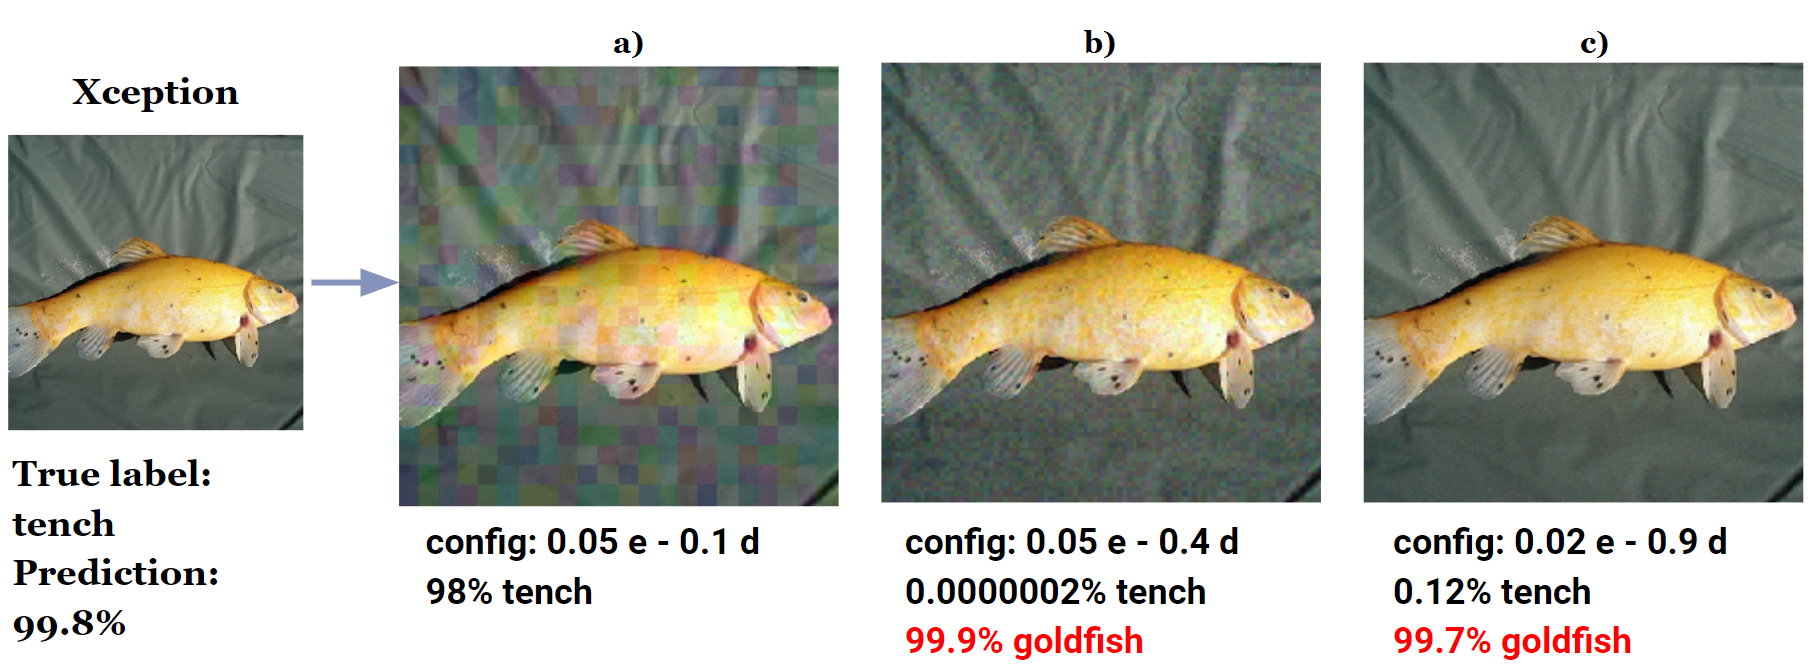 Xception
True label:
tench
Prediction:
99.8%
a)
config: 0.05 e - 0.1 d
98% tench
b)
config: 0.05 e - 0.4 d
0.0000002% tench
99.9% goldfish
c)
config: 0.02 e - 0.9 d
0.12% tench
99.7% goldfish